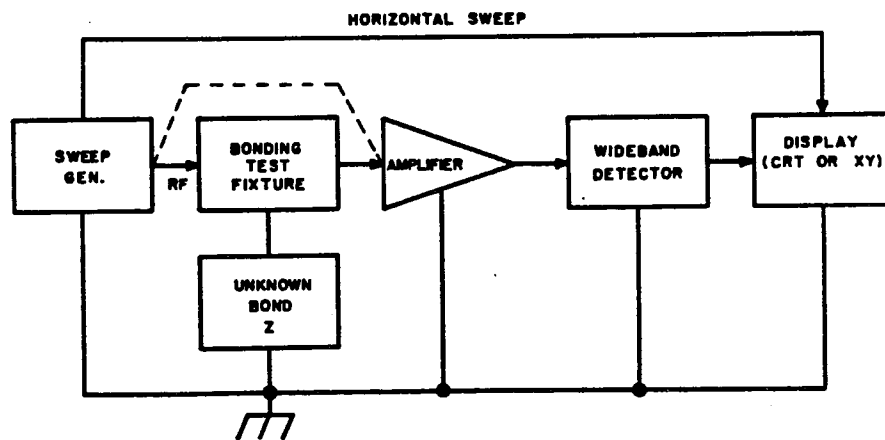 HORIZONTAL SWEEP
SWEEP
GEN.
RF
BONDING
TEST
FIXTURE
AMPLIFIER
WIDEBAND
DETECTOR
DISPLAY
(CRT OR XY)
UNKNOWN
BOND
Z